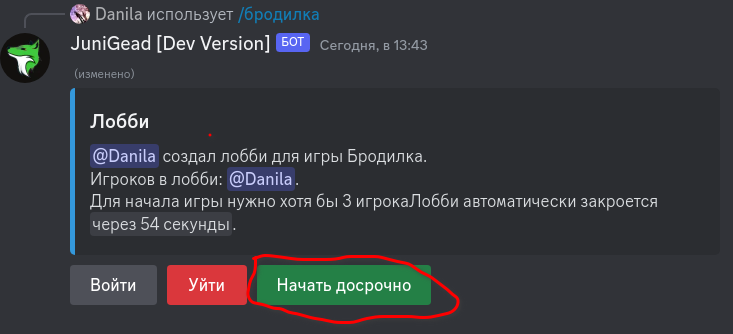 Danila использует /бродилка
JuniGead [Dev Version] БОТ Сегодня, в 13:43
(изменено)
Лобби
@Danila создал лобби для игры Бродилка.
Игроков в лобби: @Danila.
Для начала игры нужно хотя бы 3 игрокаЛобби автоматически закроется
через 54 секунды.
Войти Уйти Начать досрочно